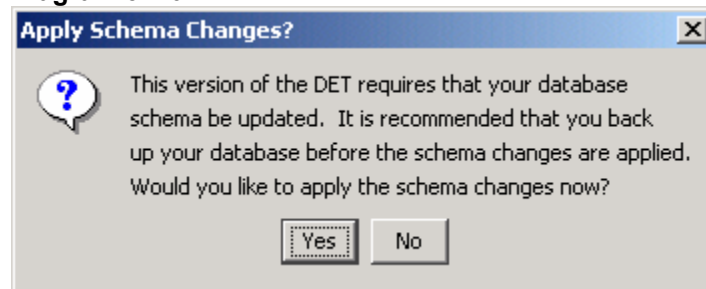 Apply Schema Changes?
This version of the DET requires that your database
schema be updated. It is recommended that you back
up your database before the schema changes are applied.
Would you like to apply the schema changes now?
Yes No